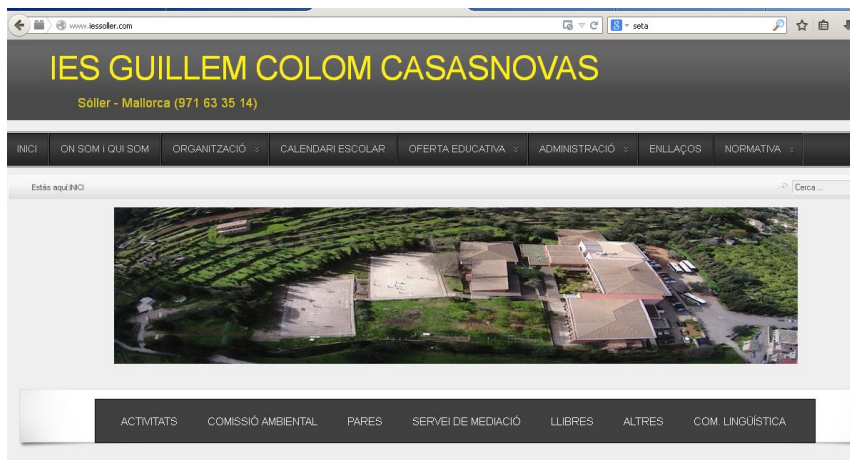 www.iessoller.com seta
IES GUILLEM COLOM CASASNOVAS
Sóller - Mallorca (971 63 35 14)
INICI ON SOM i QUI SOM ORGANITZACIÓ CALENDARI ESCOLAR OFERTA EDUCATIVA ADMINISTRACIÓ ENLLAÇOS NORMATIVA
Estàs aquí:INICI Cerca ...
ACTIVITATS COMISSIÓ AMBIENTAL PARES SERVEI DE MEDIACIÓ LLIBRES ALTRES COM. LINGÜÍSTICA